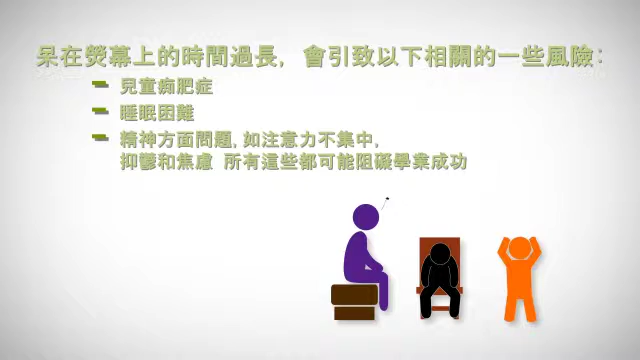 呆在熒幕上的時間過長, 會引致以下相關的一些風險:
兒童痴肥症
睡眠困難
精神方面問題,如注意力不集中,
抑鬱和焦慮 所有這些都可能阻礙學業成功